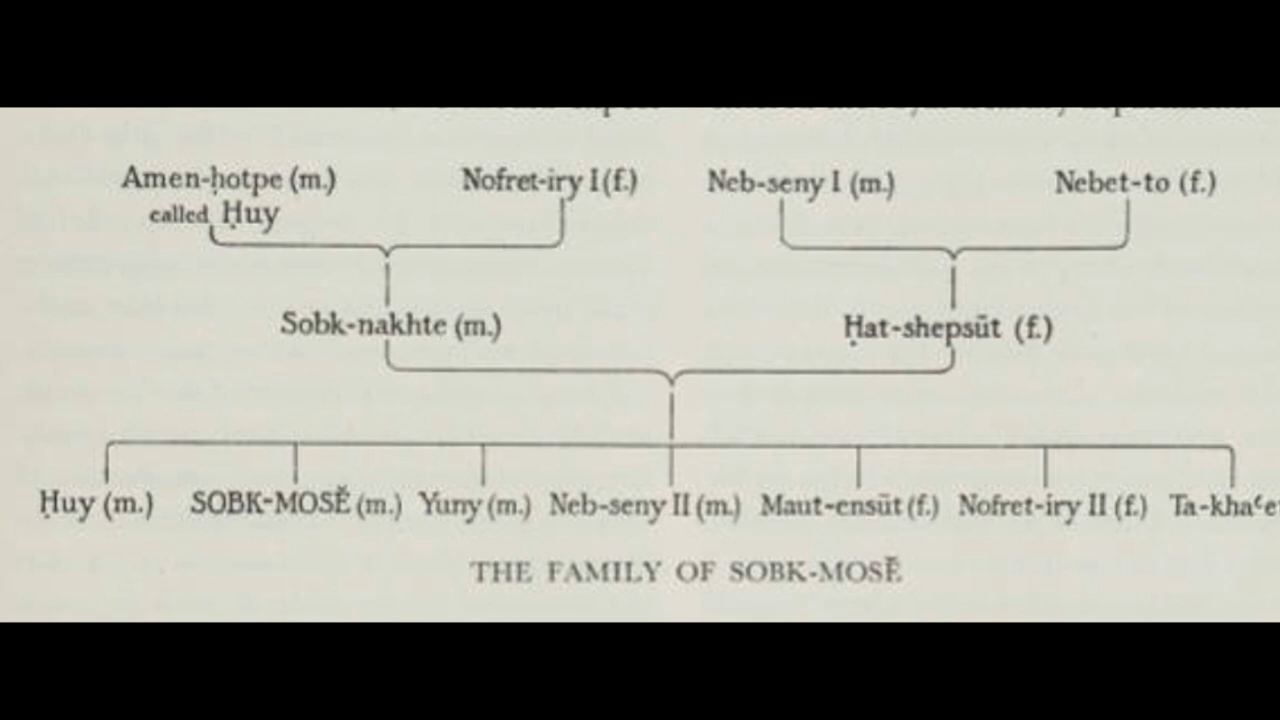 Amen-ḥotpe (m.) Nofret-iry I (f.) Neb-seny I (m.) Nebet-to (f.)
called Ḥuy
Sobk-nakhte (m.) Ḥat-shepsūt (f.)
Ḥuy (m.) SOBK-MOSĔ (m.) Yuny (m.) Neb-seny II (m.) Maut-ensūt (f.) Nofret-iry II (f.)
THE FAMILY OF SOBK-MOSĔ